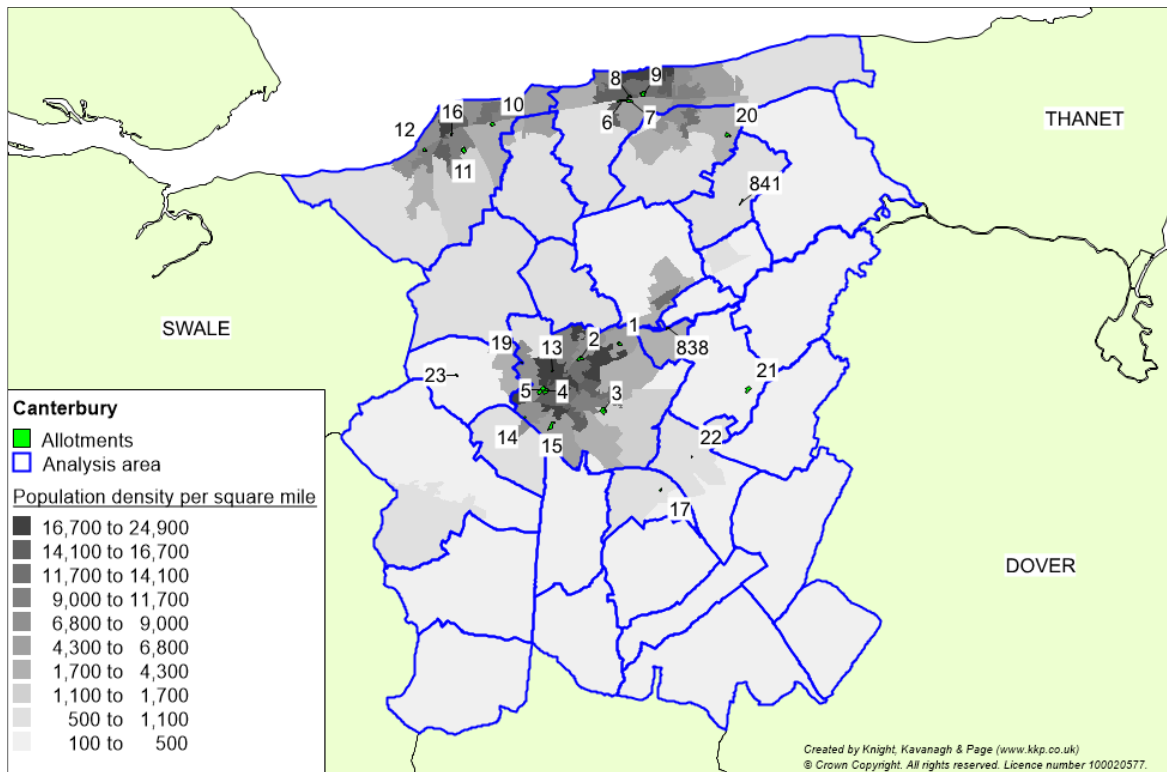 8
9
16
10
12
6
7
20
THANET
11
841
SWALE
1
2
19
13
838
23
21
5
4
3
14
22
15
17
DOVER
Canterbury
Allotments
Analysis area
Population density per square mile
16,700 to 24,900
14,100 to 16,700
11,700 to 14,100
9,000 to 11,700
6,800 to 9,000
4,300 to 6,800
1,700 to 4,300
1,100 to 1,700
500 to 1,100
100 to 500
Created by Knight, Kavanagh & Page (www.kkp.co.uk)
© Crown Copyright. All rights reserved. Licence number 100020577.